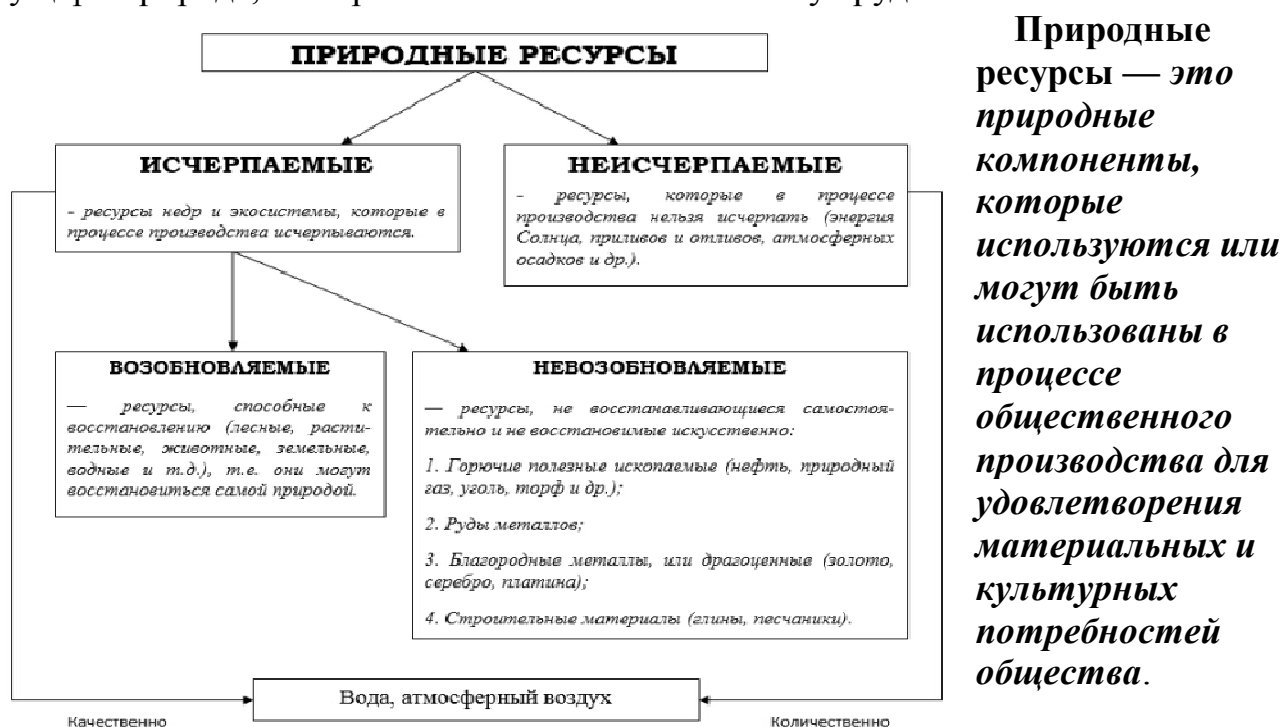 ПРИРОДНЫЕ РЕСУРСЫ
ИСЧЕРПАЕМЫЕ
- ресурсы недр и экосистемы, которые в
процессе производства исчерпываются.
НЕИСЧЕРПАЕМЫЕ
- ресурсы, которые в процессе
производства нельзя исчерпать (энергия
Солнца, приливов и отливов, атмосферных
осадков и др.).
ВОЗОБНОВЛЯЕМЫЕ
— ресурсы, способные к
восстановлению (лесные, расти-
тельные, животные, земельные,
водные и т.д.), т.е. они могут
восстановиться самой природой.
НЕВОЗОБНОВЛЯЕМЫЕ
— ресурсы, не восстанавливающиеся самостоя-
тельно и не восстановимые искусственно:
1. Горючие полезные ископаемые (нефть, природный
газ, уголь, торф и др.);
2. Руды металлов;
3. Благородные металлы, или драгоценные (золото,
серебро, платина);
4. Строительные материалы (глины, песчаники).
Вода, атмосферный воздух
Качественно
Количественно
Природные
ресурсы — это
природные
компоненты,
которые
используются или
могут быть
использованы в
процессе
общественного
производства для
удовлетворения
материальных и
культурных
потребностей
общества.